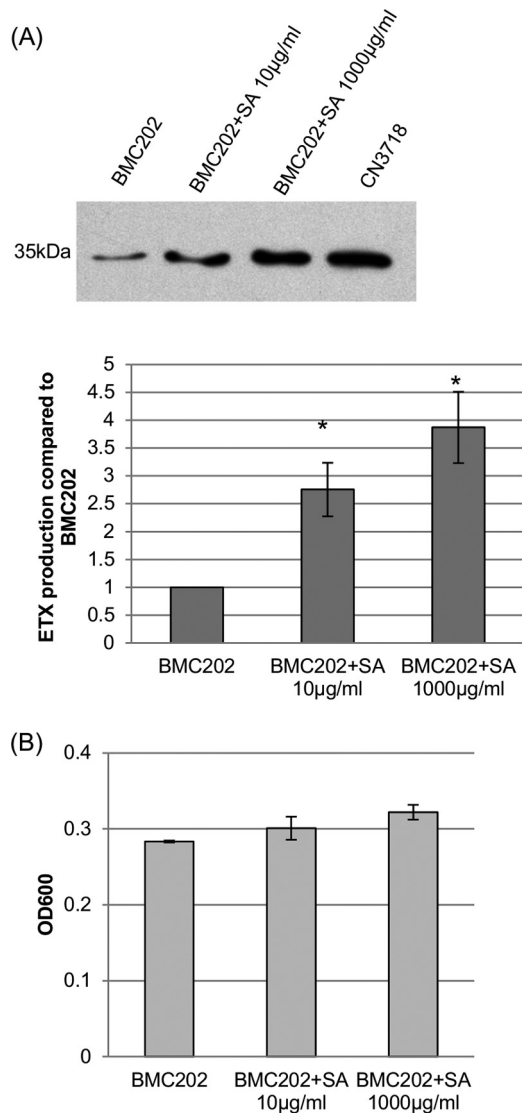 (A)
BMC202
BMC202+SA 10µg/ml
BMC202+SA 1000µg/ml
CN3718
35kDa
ETX production compared to
BMC202
5
4.5
4
3.5
3
2.5
2
1.5
1
0.5
0
*
*
BMC202
BMC202+SA
10µg/ml
BMC202+SA
1000µg/ml
(B)
OD600
0.4
0.3
0.2
0.1
0
BMC202
BMC202+SA
10µg/ml
BMC202+SA
1000µg/ml